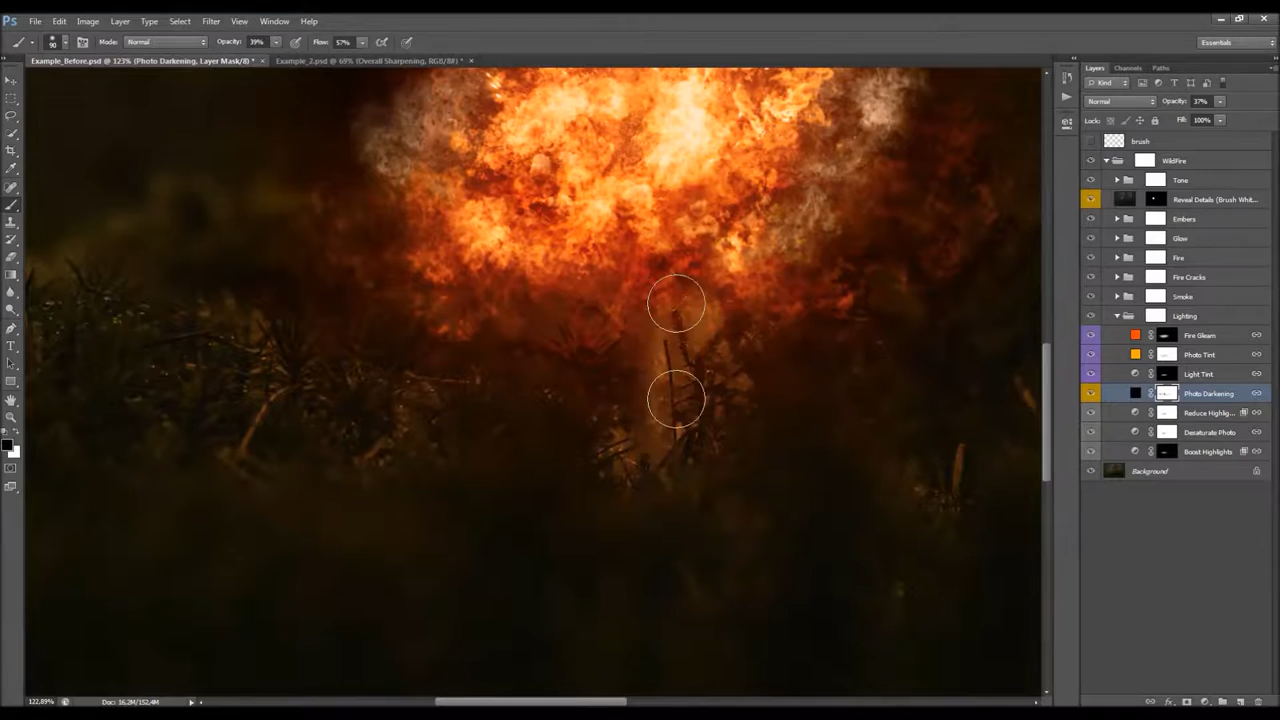 Ps File Edit Image Layer Type Select Filter View Window Help
90 Mode: Normal Opacity: 39% Flow: 57% Essentials
Example_Before.psd @ 123% (Photo Darkening, Layer Mask/8) * × Example_2.psd @ 69% (Overall Sharpening, RGB/8#) * ×
Layers Channels Paths
Kind
Normal Opacity: 37%
Lock: Fill: 100%
brush
WildFire
Tone
Reveal Details (Brush Whit...
Embers
Glow
Fire
Fire Cracks
Smoke
Lighting
Fire Gleam
Photo Tint
Light Tint
Photo Darkening
Reduce Highlig...
Desaturate Photo
Boost Highlights
Background
122.89% Doc: 16.2M/152.4M